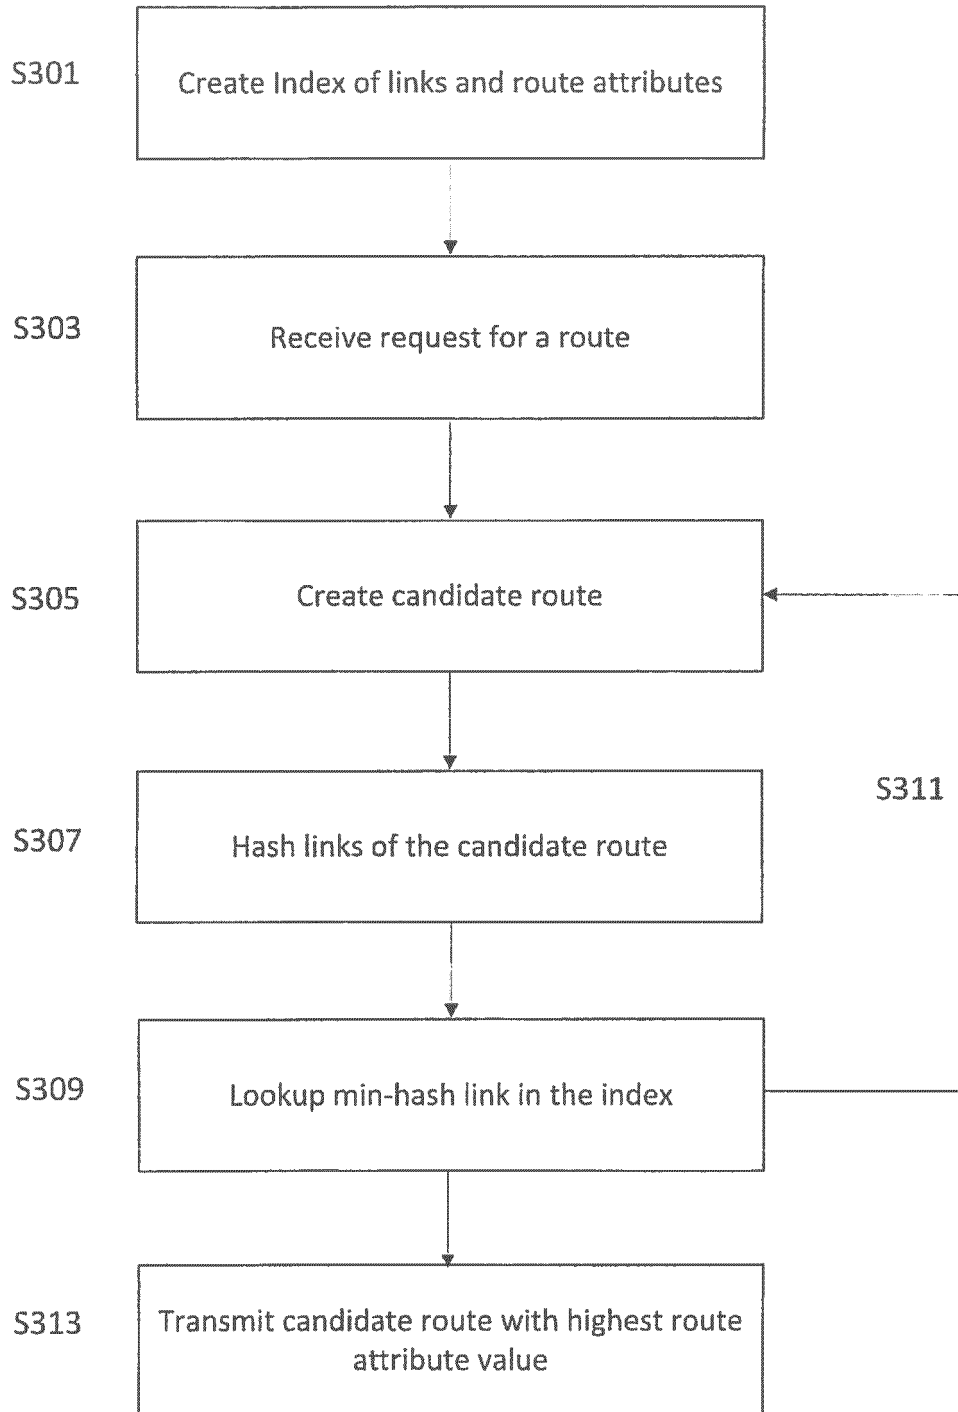 S301
Create Index of links and route attributes
S303
Receive request for a route
S305
Create candidate route
S311
S307
Hash links of the candidate route
S309
Lookup min-hash link in the index
S313
Transmit candidate route with highest route
attribute value